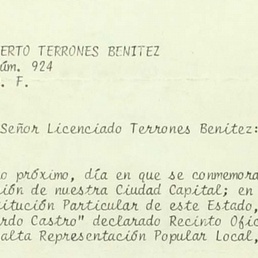 ERTO TERRONES BENITEZ
úm. 924
. F.
Señor Licenciado Terrones Benitez:
o próximo, día en que se conmemora
ión de nuestra Ciudad Capital; en
itución Particular de este Estado,
rdo Castro" declarado Recinto Ofic
alta Representación Popular Local,